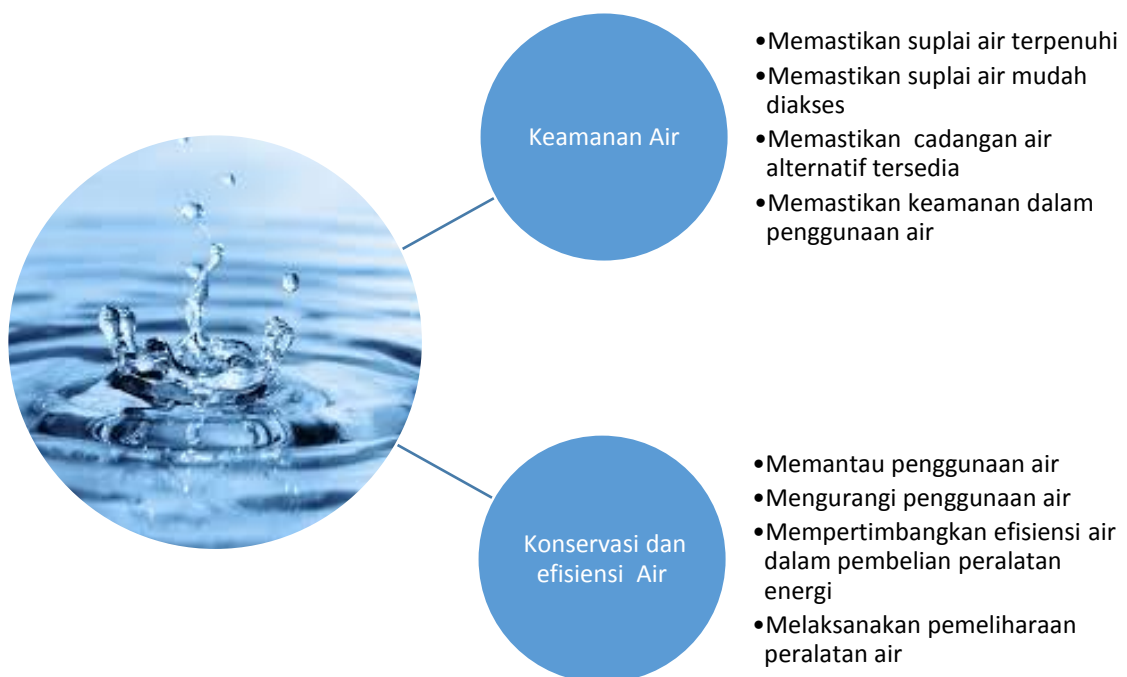 Keamanan Air
•Memastikan suplai air terpenuhi
•Memastikan suplai air mudah
diakses
•Memastikan cadangan air
alternatif tersedia
•Memastikan keamanan dalam
penggunaan air
Konservasi dan
efisiensi Air
•Memantau penggunaan air
•Mengurangi penggunaan air
•Mempertimbangkan efisiensi air
dalam pembelian peralatan
energi
•Melaksanakan pemeliharaan
peralatan air